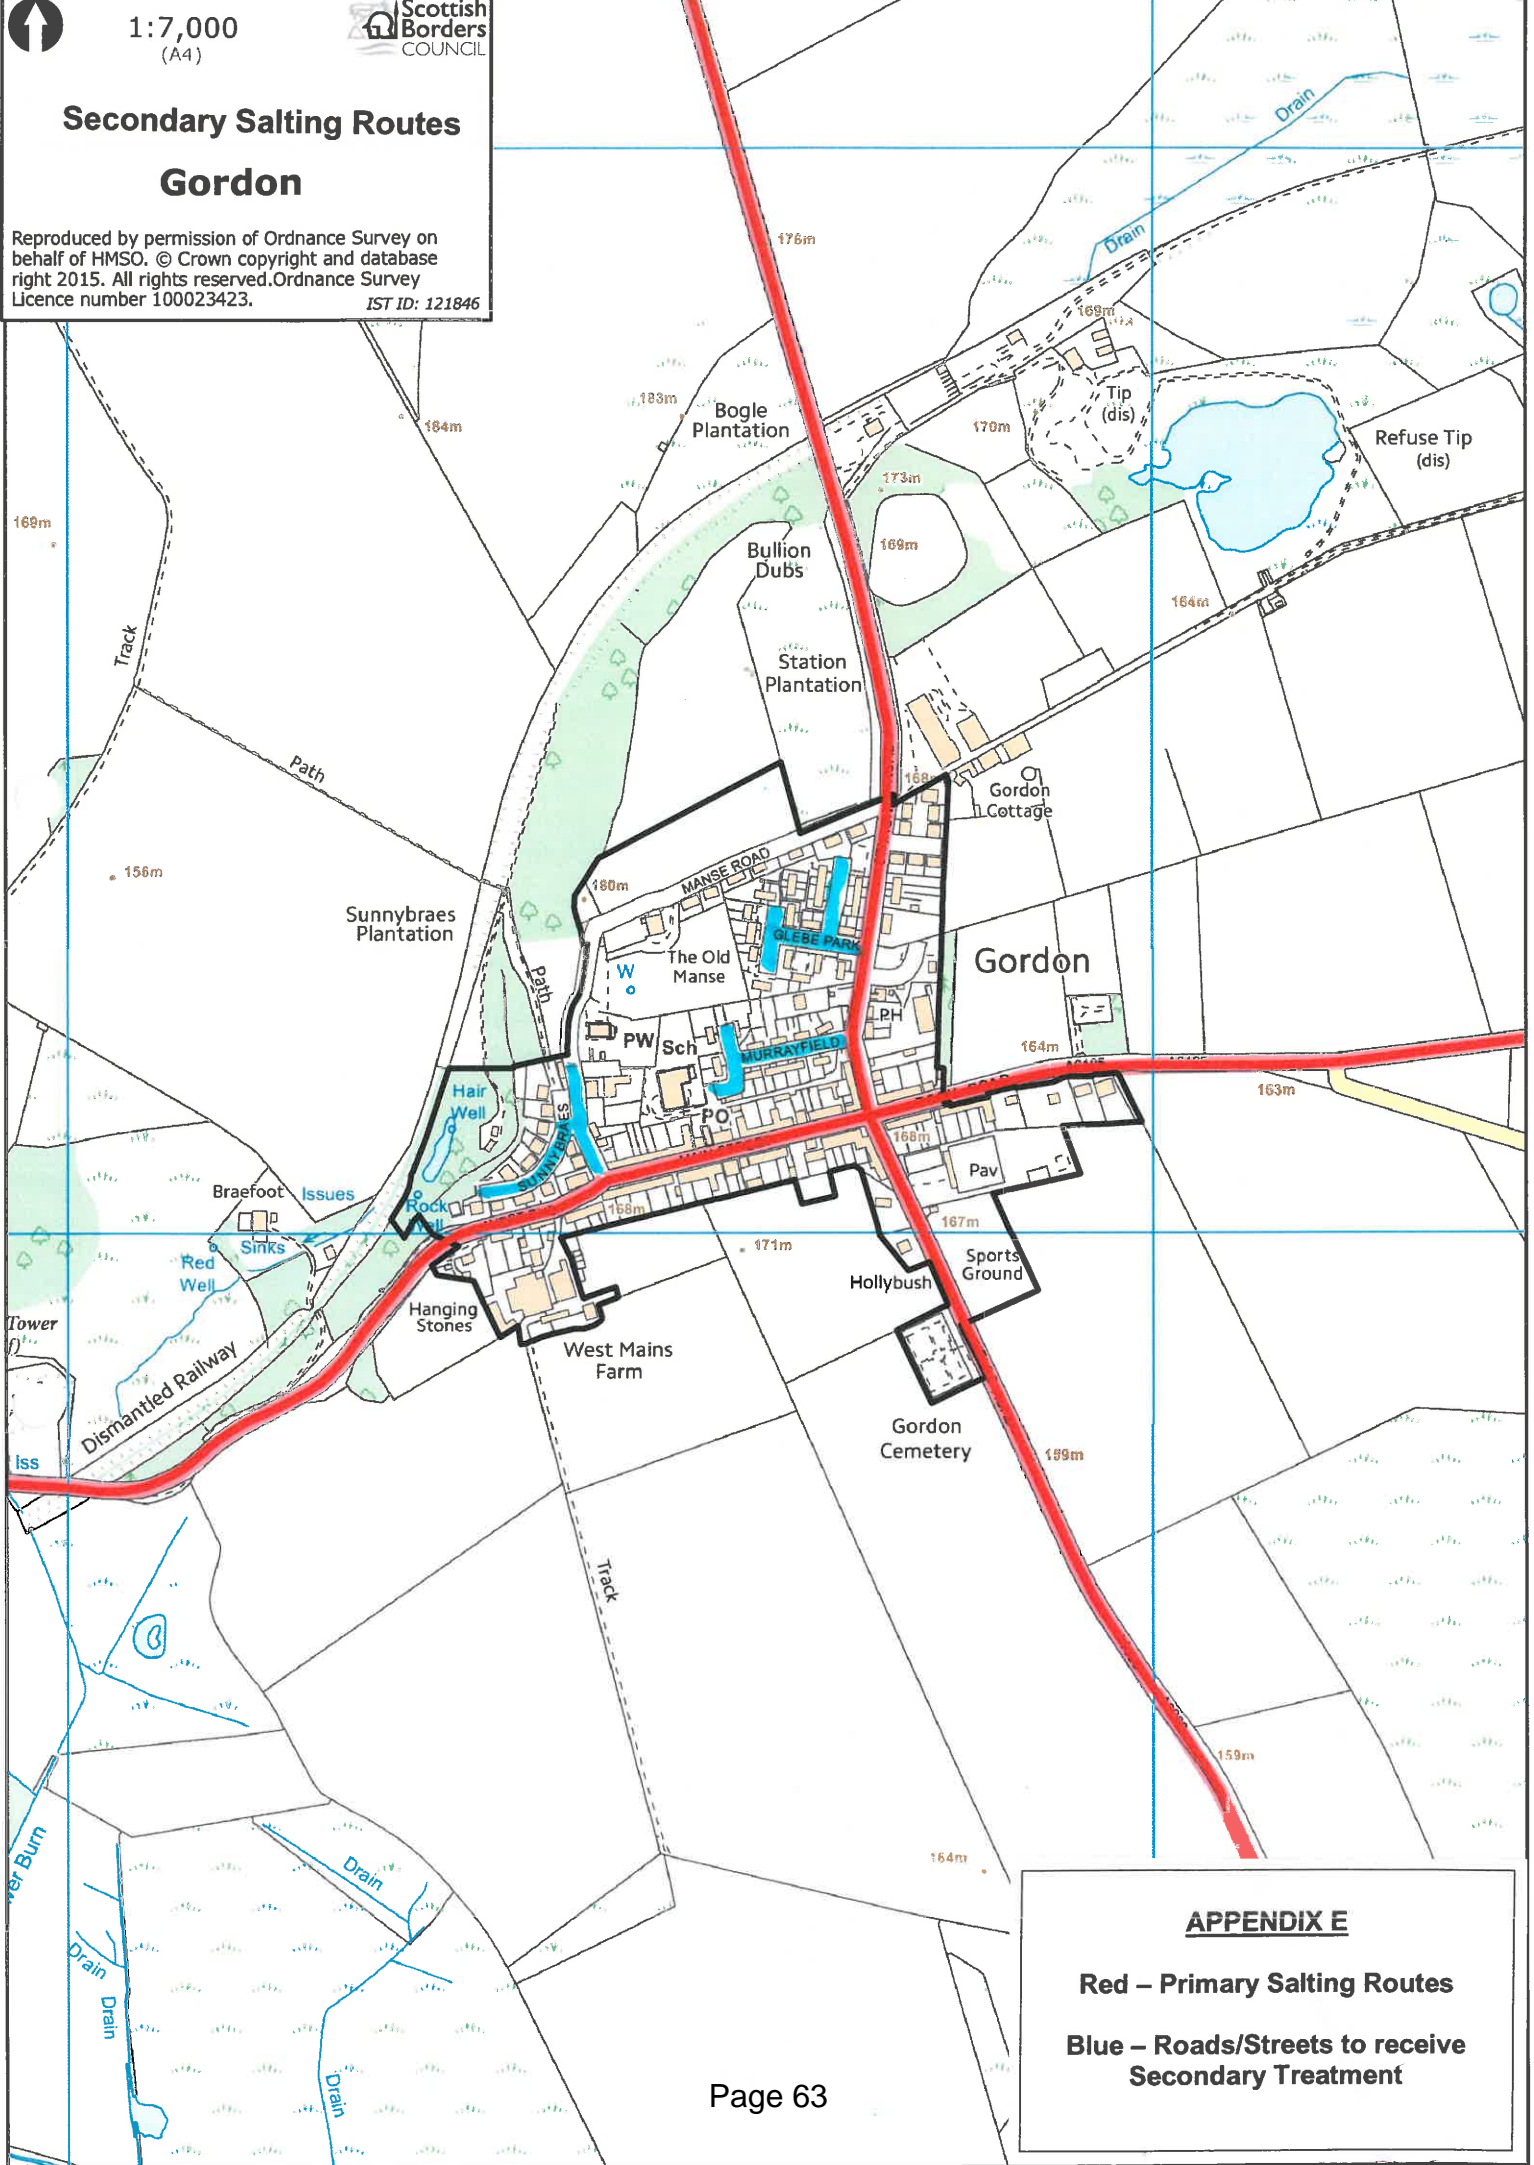 1:7,000
(A4)
Scottish
Borders
COUNCIL
Secondary Salting Routes
Gordon
Reproduced by permission of Ordnance Survey on
behalf of HMSO. © Crown copyright and database
right 2015. All rights reserved.Ordnance Survey
Licence number 100023423.
IST ID: 121846
Drain
Drain
176m
169m
183m
Bogle
Plantation
184m
170m
Tip
(dis)
Refuse Tip
(dis)
173m
169m
169m
Bullion
Dubs
164m
Track
Station
Plantation
Path
168m
Gordon
Cottage
156m
180m
MANSE ROAD
Sunnybraes
Plantation
GLEBE PARK
The Old
Manse
W
Path
Gordon
PH
PW
Sch
MURRAYFIELD
164m
A6105
163m
Hair
Well
PO
SUNNYBRAES
168m
Pav
Braefoot
Issues
Rock
Well
168m
167m
Sinks
Red
Well
171m
Sports
Ground
Hollybush
Hanging
Stones
Tower
West Mains
Farm
Dismantled Railway
Gordon
Cemetery
Iss
159m
Track
159m
164m
er Burn
Drain
Drain
Drain
Drain
APPENDIX E
Red – Primary Salting Routes
Blue – Roads/Streets to receive
Secondary Treatment
Page 63